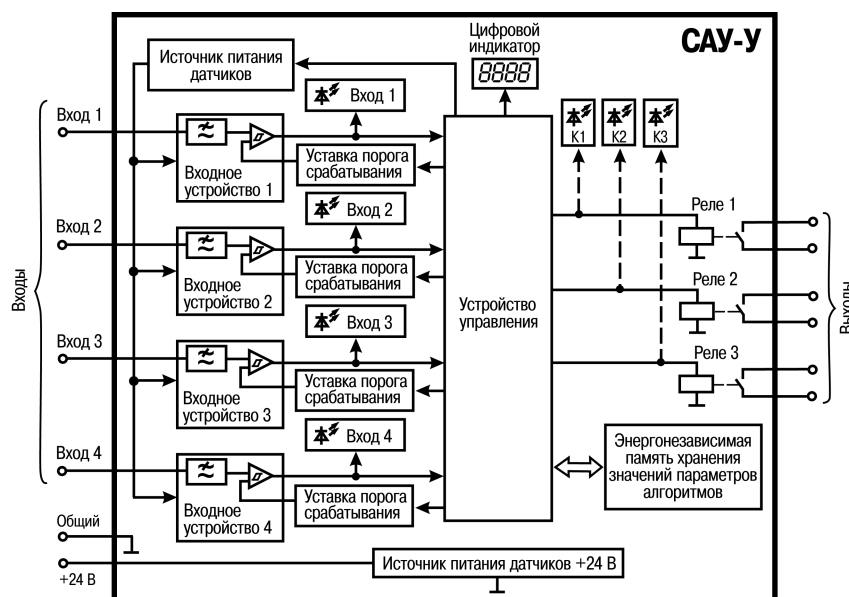 САУ-У
Цифровой
индикатор
8888
Источник питания
датчиков
Вход 1
К1
К2
К3
Вход 1
Уставка порога
срабатывания
Входное
устройство 1
Реле 1
Вход 2
Вход 2
Уставка порога
срабатывания
Входное
устройство 2
Реле 2
Входы
Выходы
Устройство
управления
Вход 3
Вход 3
Уставка порога
срабатывания
Входное
устройство 3
Реле 3
Вход 4
Вход 4
Уставка порога
срабатывания
Входное
устройство 4
Энергонезависимая
память хранения
значений параметров
алгоритмов
Общий
+24 В
Источник питания датчиков +24 В